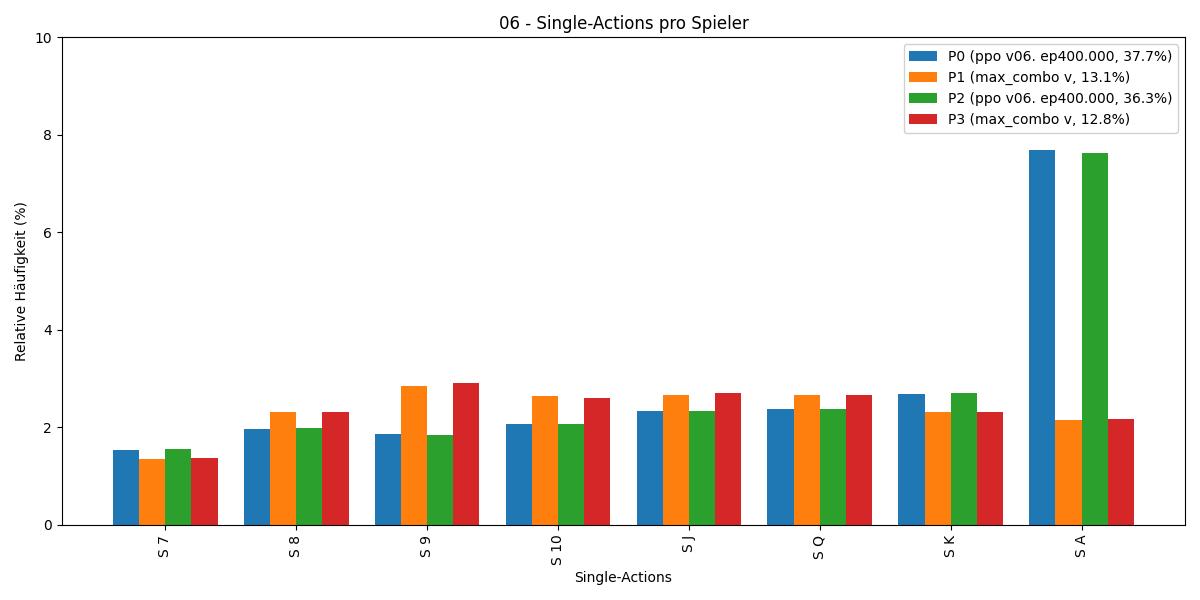 06 - Single-Actions pro Spieler
P0 (ppo v06. ep400.000, 37.7%)
P1 (max_combo v, 13.1%)
P2 (ppo v06. ep400.000, 36.3%)
P3 (max_combo v, 12.8%)
Relative Häufigkeit (%)
10
8
6
4
2
0
S 7
S 8
S 9
S 10
S J
S Q
S K
S A
Single-Actions